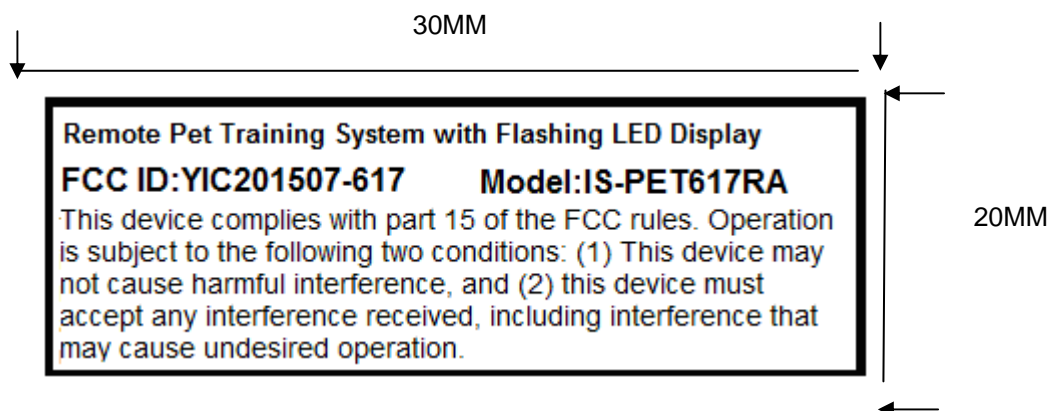 30MM
Remote Pet Training System with Flashing LED Display
FCC ID:YIC201507-617 Model:IS-PET617RA
This device complies with part 15 of the FCC rules. Operation
is subject to the following two conditions: (1) This device may
not cause harmful interference, and (2) this device must
accept any interference received, including interference that
may cause undesired operation.
20MM